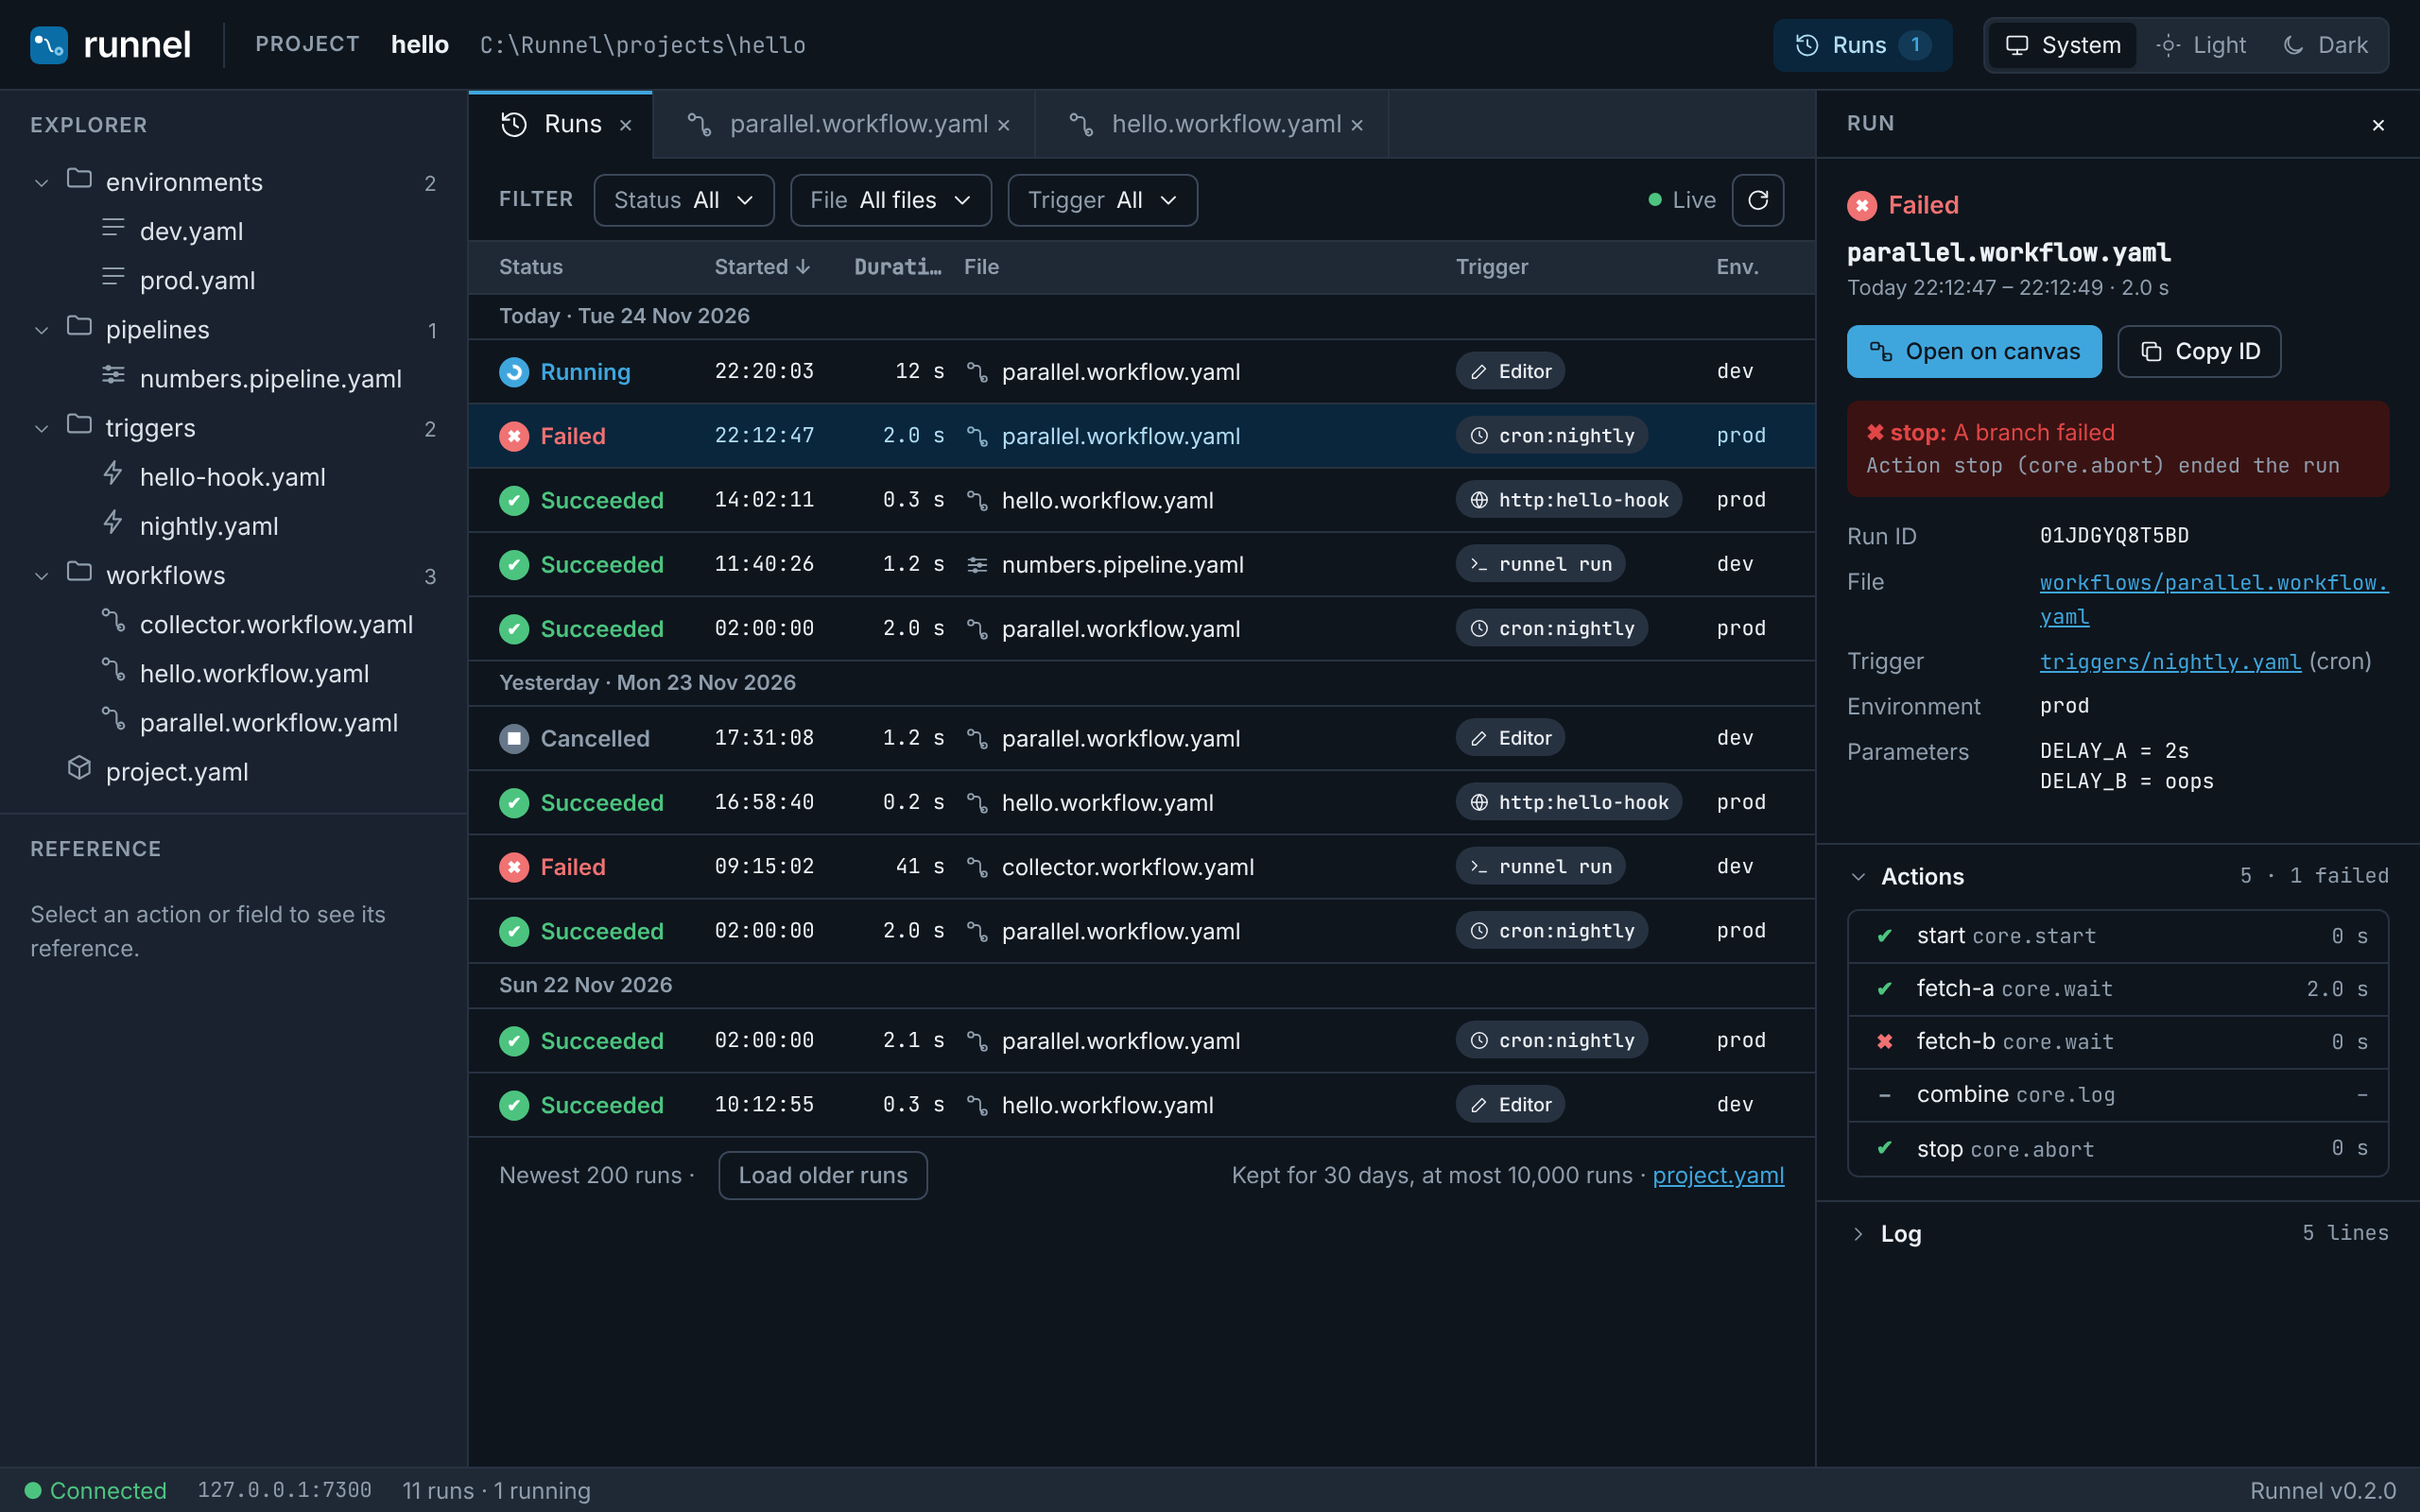 runnel
PROJECT hello C:\Runnel\projects\hello
Runs 1
System Light Dark
EXPLORER
environments 2
dev.yaml
prod.yaml
pipelines 1
numbers.pipeline.yaml
triggers 2
hello-hook.yaml
nightly.yaml
workflows 3
collector.workflow.yaml
hello.workflow.yaml
parallel.workflow.yaml
project.yaml
REFERENCE
Select an action or field to see its
reference.
Runs × parallel.workflow.yaml × hello.workflow.yaml ×
FILTER Status All File All files Trigger All Live
Status Started ↓ Durati… File Trigger Env.
Today · Tue 24 Nov 2026
Running 22:20:03 12 s parallel.workflow.yaml Editor dev
Failed 22:12:47 2.0 s parallel.workflow.yaml cron:nightly prod
Succeeded 14:02:11 0.3 s hello.workflow.yaml http:hello-hook prod
Succeeded 11:40:26 1.2 s numbers.pipeline.yaml runnel run dev
Succeeded 02:00:00 2.0 s parallel.workflow.yaml cron:nightly prod
Yesterday · Mon 23 Nov 2026
Cancelled 17:31:08 1.2 s parallel.workflow.yaml Editor dev
Succeeded 16:58:40 0.2 s hello.workflow.yaml http:hello-hook prod
Failed 09:15:02 41 s collector.workflow.yaml runnel run dev
Succeeded 02:00:00 2.0 s parallel.workflow.yaml cron:nightly prod
Sun 22 Nov 2026
Succeeded 02:00:00 2.1 s parallel.workflow.yaml cron:nightly prod
Succeeded 10:12:55 0.3 s hello.workflow.yaml Editor dev
Newest 200 runs · Load older runs Kept for 30 days, at most 10,000 runs · project.yaml
RUN ×
Failed
parallel.workflow.yaml
Today 22:12:47 – 22:12:49 · 2.0 s
Open on canvas Copy ID
✖ stop: A branch failed
Action stop (core.abort) ended the run
Run ID 01JDGYQ8T5BD
File workflows/parallel.workflow.
yaml
Trigger triggers/nightly.yaml (cron)
Environment prod
Parameters DELAY_A = 2s
DELAY_B = oops
Actions 5 · 1 failed
✔ start core.start 0 s
✔ fetch-a core.wait 2.0 s
✖ fetch-b core.wait 0 s
– combine core.log –
✔ stop core.abort 0 s
Log 5 lines
Connected 127.0.0.1:7300 11 runs · 1 running
Runnel v0.2.0